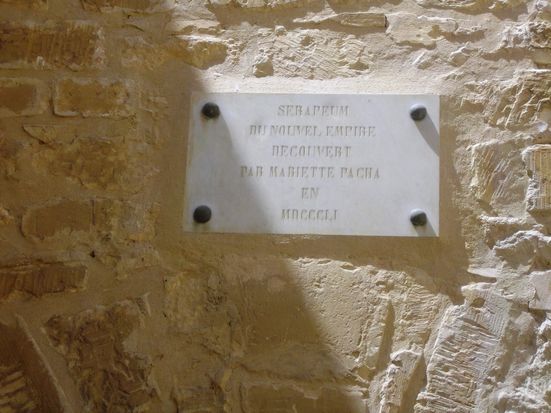 SERAPEUM
DU NOUVEL EMPIRE
DECOUVERT
PAR MARIETTE PACHA
EN
MDCCCLI